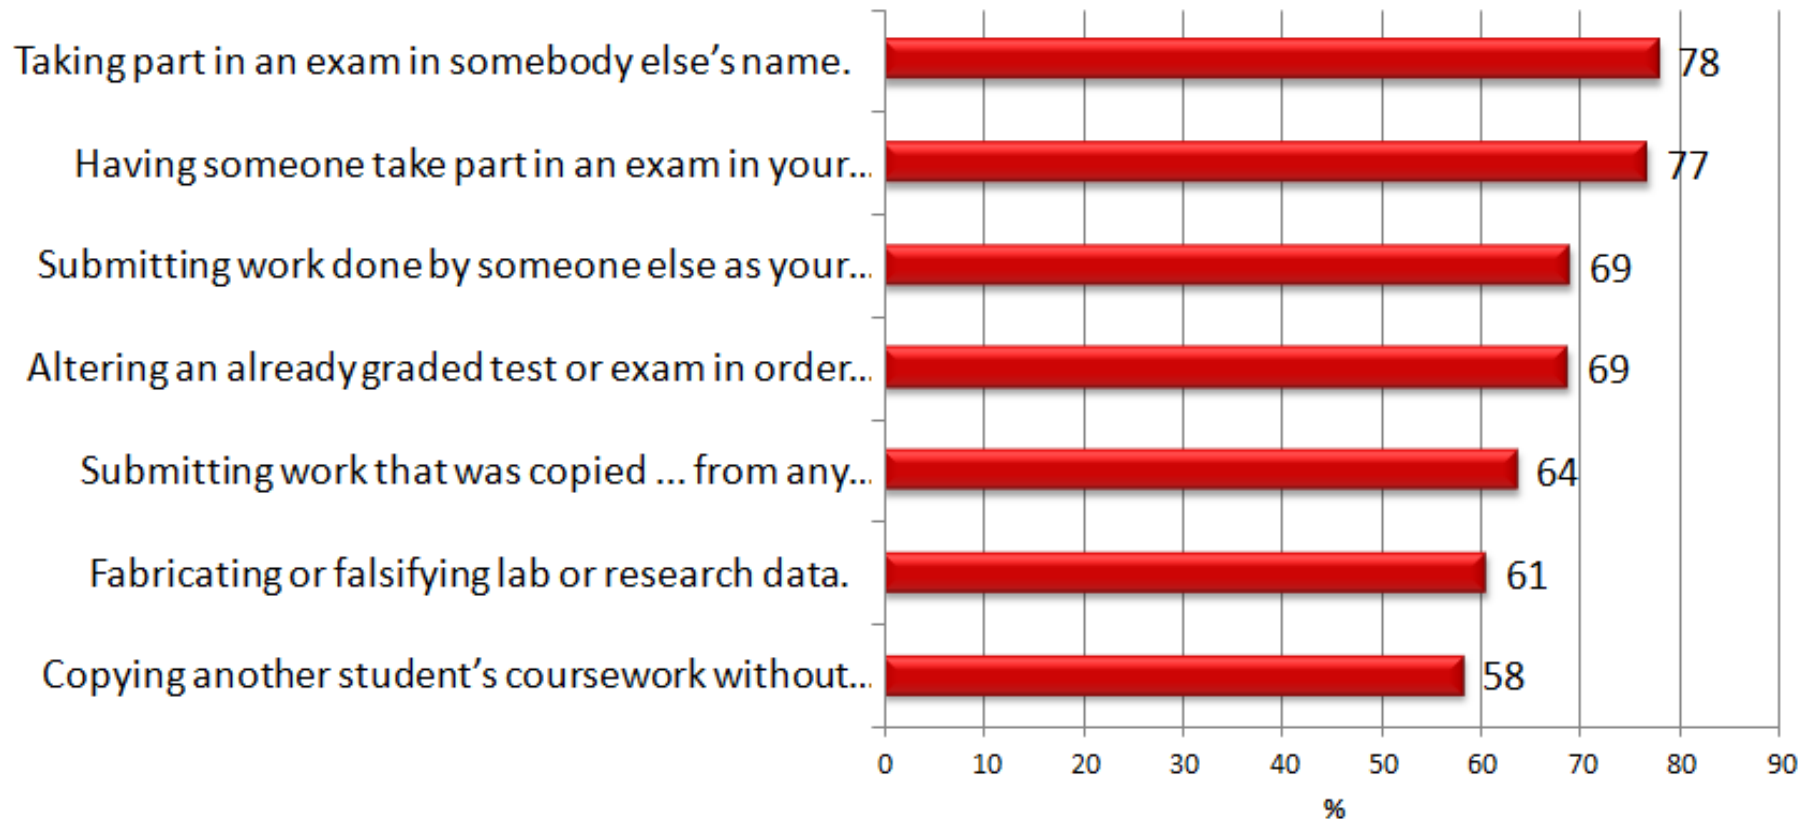 Taking part in an exam in somebody else’s name.
78
Having someone take part in an exam in your...
77
Submitting work done by someone else as your...
69
Altering an already graded test or exam in order...
69
Submitting work that was copied ... from any...
64
Fabricating or falsifying lab or research data.
61
Copying another student’s coursework without...
58
0 10 20 30 40 50 60 70 80 90
%